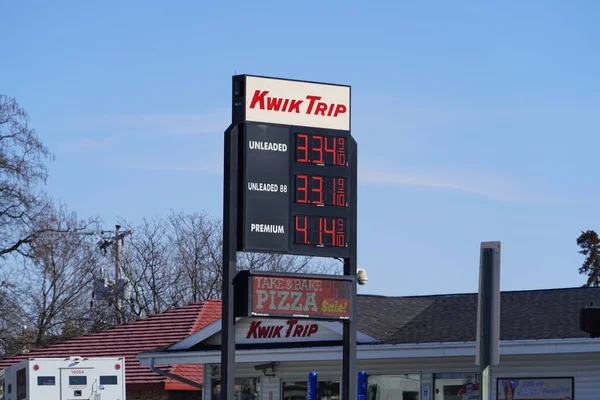 KWIK TRIP
UNLEADED 3.34 9/10
UNLEADED 88 3.31 9/10
PREMIUM 4.14 9/10
TAKE & BAKE
PIZZA Sale!
KWIK TRIP